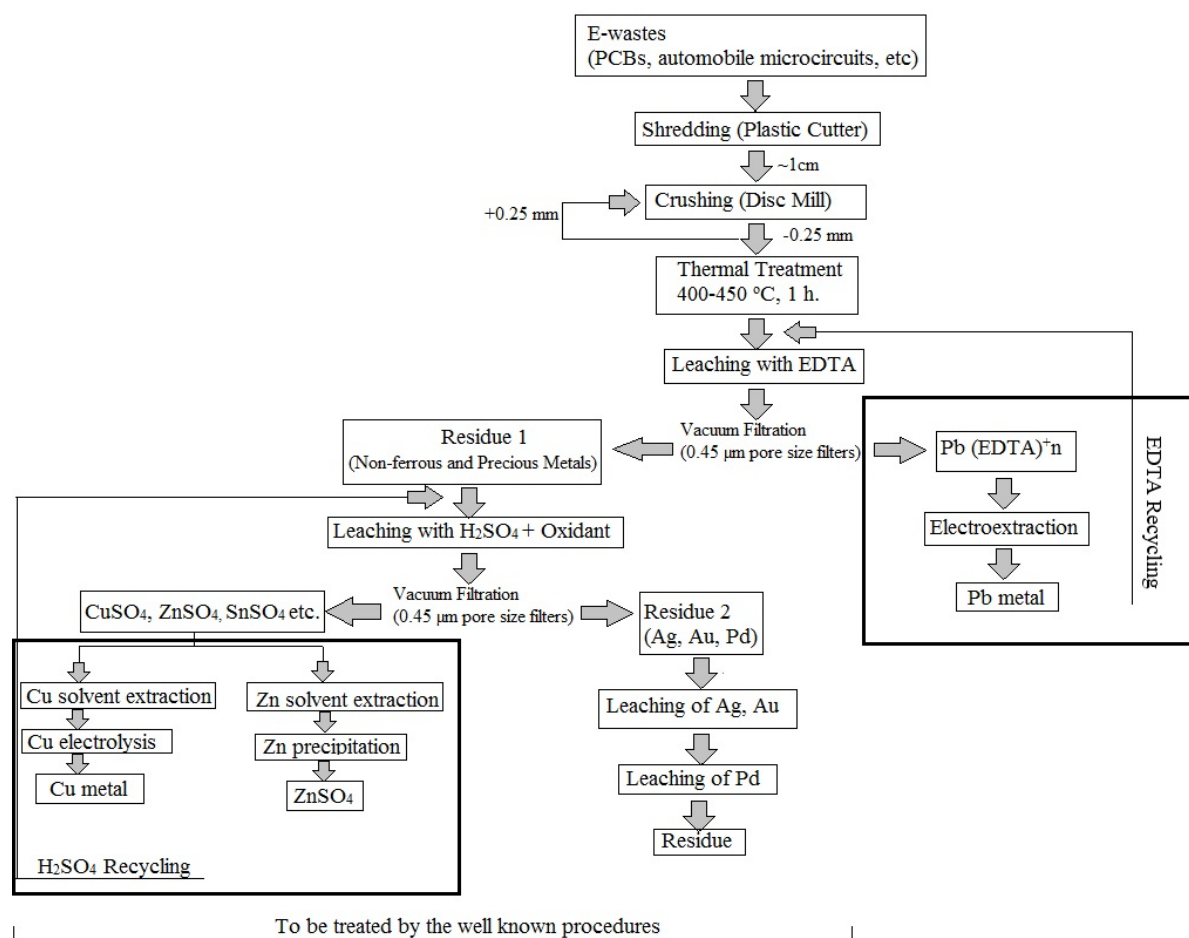 E-wastes
(PCBs, automobile microcircuits, etc)
Shredding (Plastic Cutter)
~1cm
+0.25 mm
Crushing (Disc Mill)
-0.25 mm
Thermal Treatment
400-450 ºC, 1 h.
Leaching with EDTA
Vacuum Filtration
(0.45 µm pore size filters)
Residue 1
(Non-ferrous and Precious Metals)
Pb (EDTA)⁺n
Electroextraction
Pb metal
EDTA Recycling
Leaching with H₂SO₄ + Oxidant
Vacuum Filtration
(0.45 µm pore size filters)
CuSO₄, ZnSO₄, SnSO₄ etc.
Residue 2
(Ag, Au, Pd)
Cu solvent extraction
Zn solvent extraction
Cu electrolysis
Zn precipitation
Cu metal
ZnSO₄
H₂SO₄ Recycling
Leaching of Ag, Au
Leaching of Pd
Residue
To be treated by the well known procedures